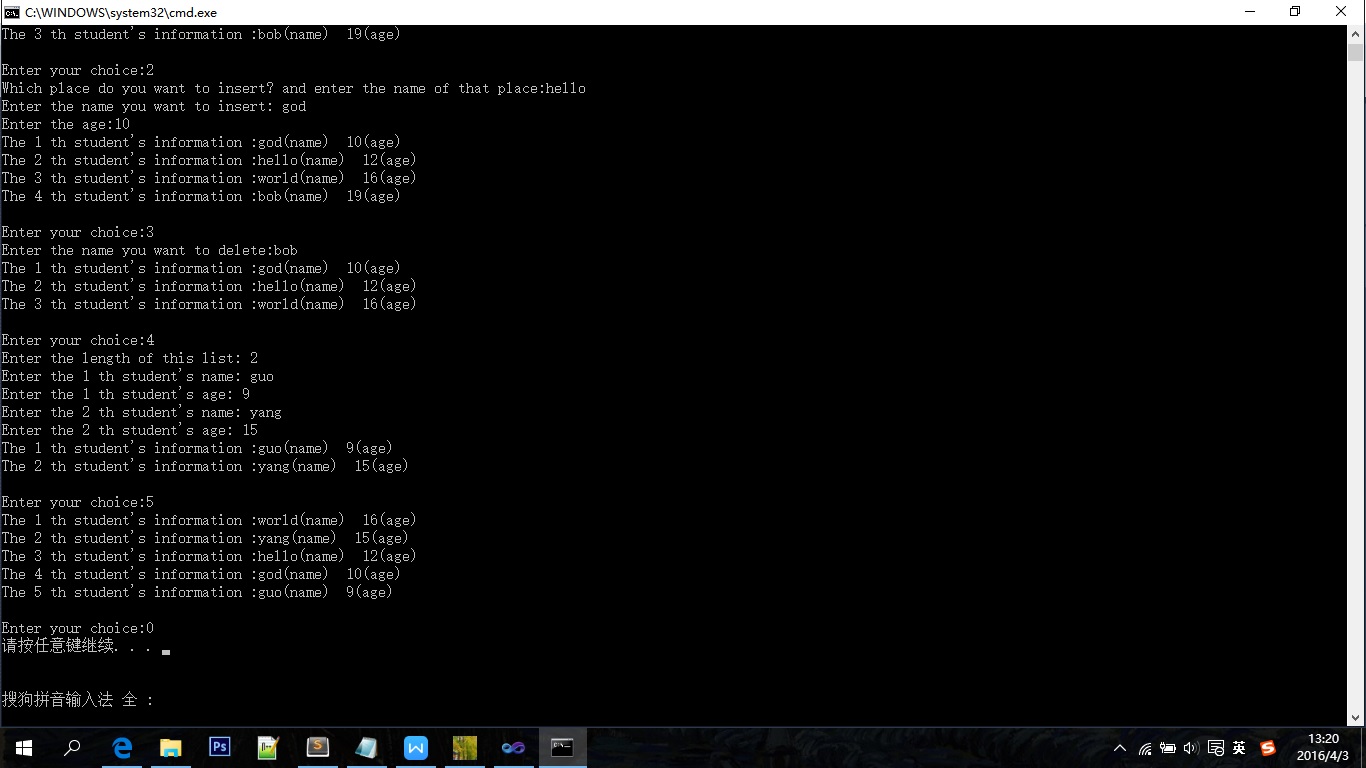 C:\WINDOWS\system32\cmd.exe
The 3 th student's information :bob(name)  19(age)
Enter your choice:2
Which place do you want to insert? and enter the name of that place:hello
Enter the name you want to insert: god
Enter the age:10
The 1 th student's information :god(name)  10(age)
The 2 th student's information :hello(name)  12(age)
The 3 th student's information :world(name)  16(age)
The 4 th student's information :bob(name)  19(age)
Enter your choice:3
Enter the name you want to delete:bob
The 1 th student's information :god(name)  10(age)
The 2 th student's information :hello(name)  12(age)
The 3 th student's information :world(name)  16(age)
Enter your choice:4
Enter the length of this list: 2
Enter the 1 th student's name: guo
Enter the 1 th student's age: 9
Enter the 2 th student's name: yang
Enter the 2 th student's age: 15
The 1 th student's information :guo(name)  9(age)
The 2 th student's information :yang(name)  15(age)
Enter your choice:5
The 1 th student's information :world(name)  16(age)
The 2 th student's information :yang(name)  15(age)
The 3 th student's information :hello(name)  12(age)
The 4 th student's information :god(name)  10(age)
The 5 th student's information :guo(name)  9(age)
Enter your choice:0
请按任意键继续. . .
搜狗拼音输入法 全 :
Ps
S
W
英
S
13:20
2016/4/3